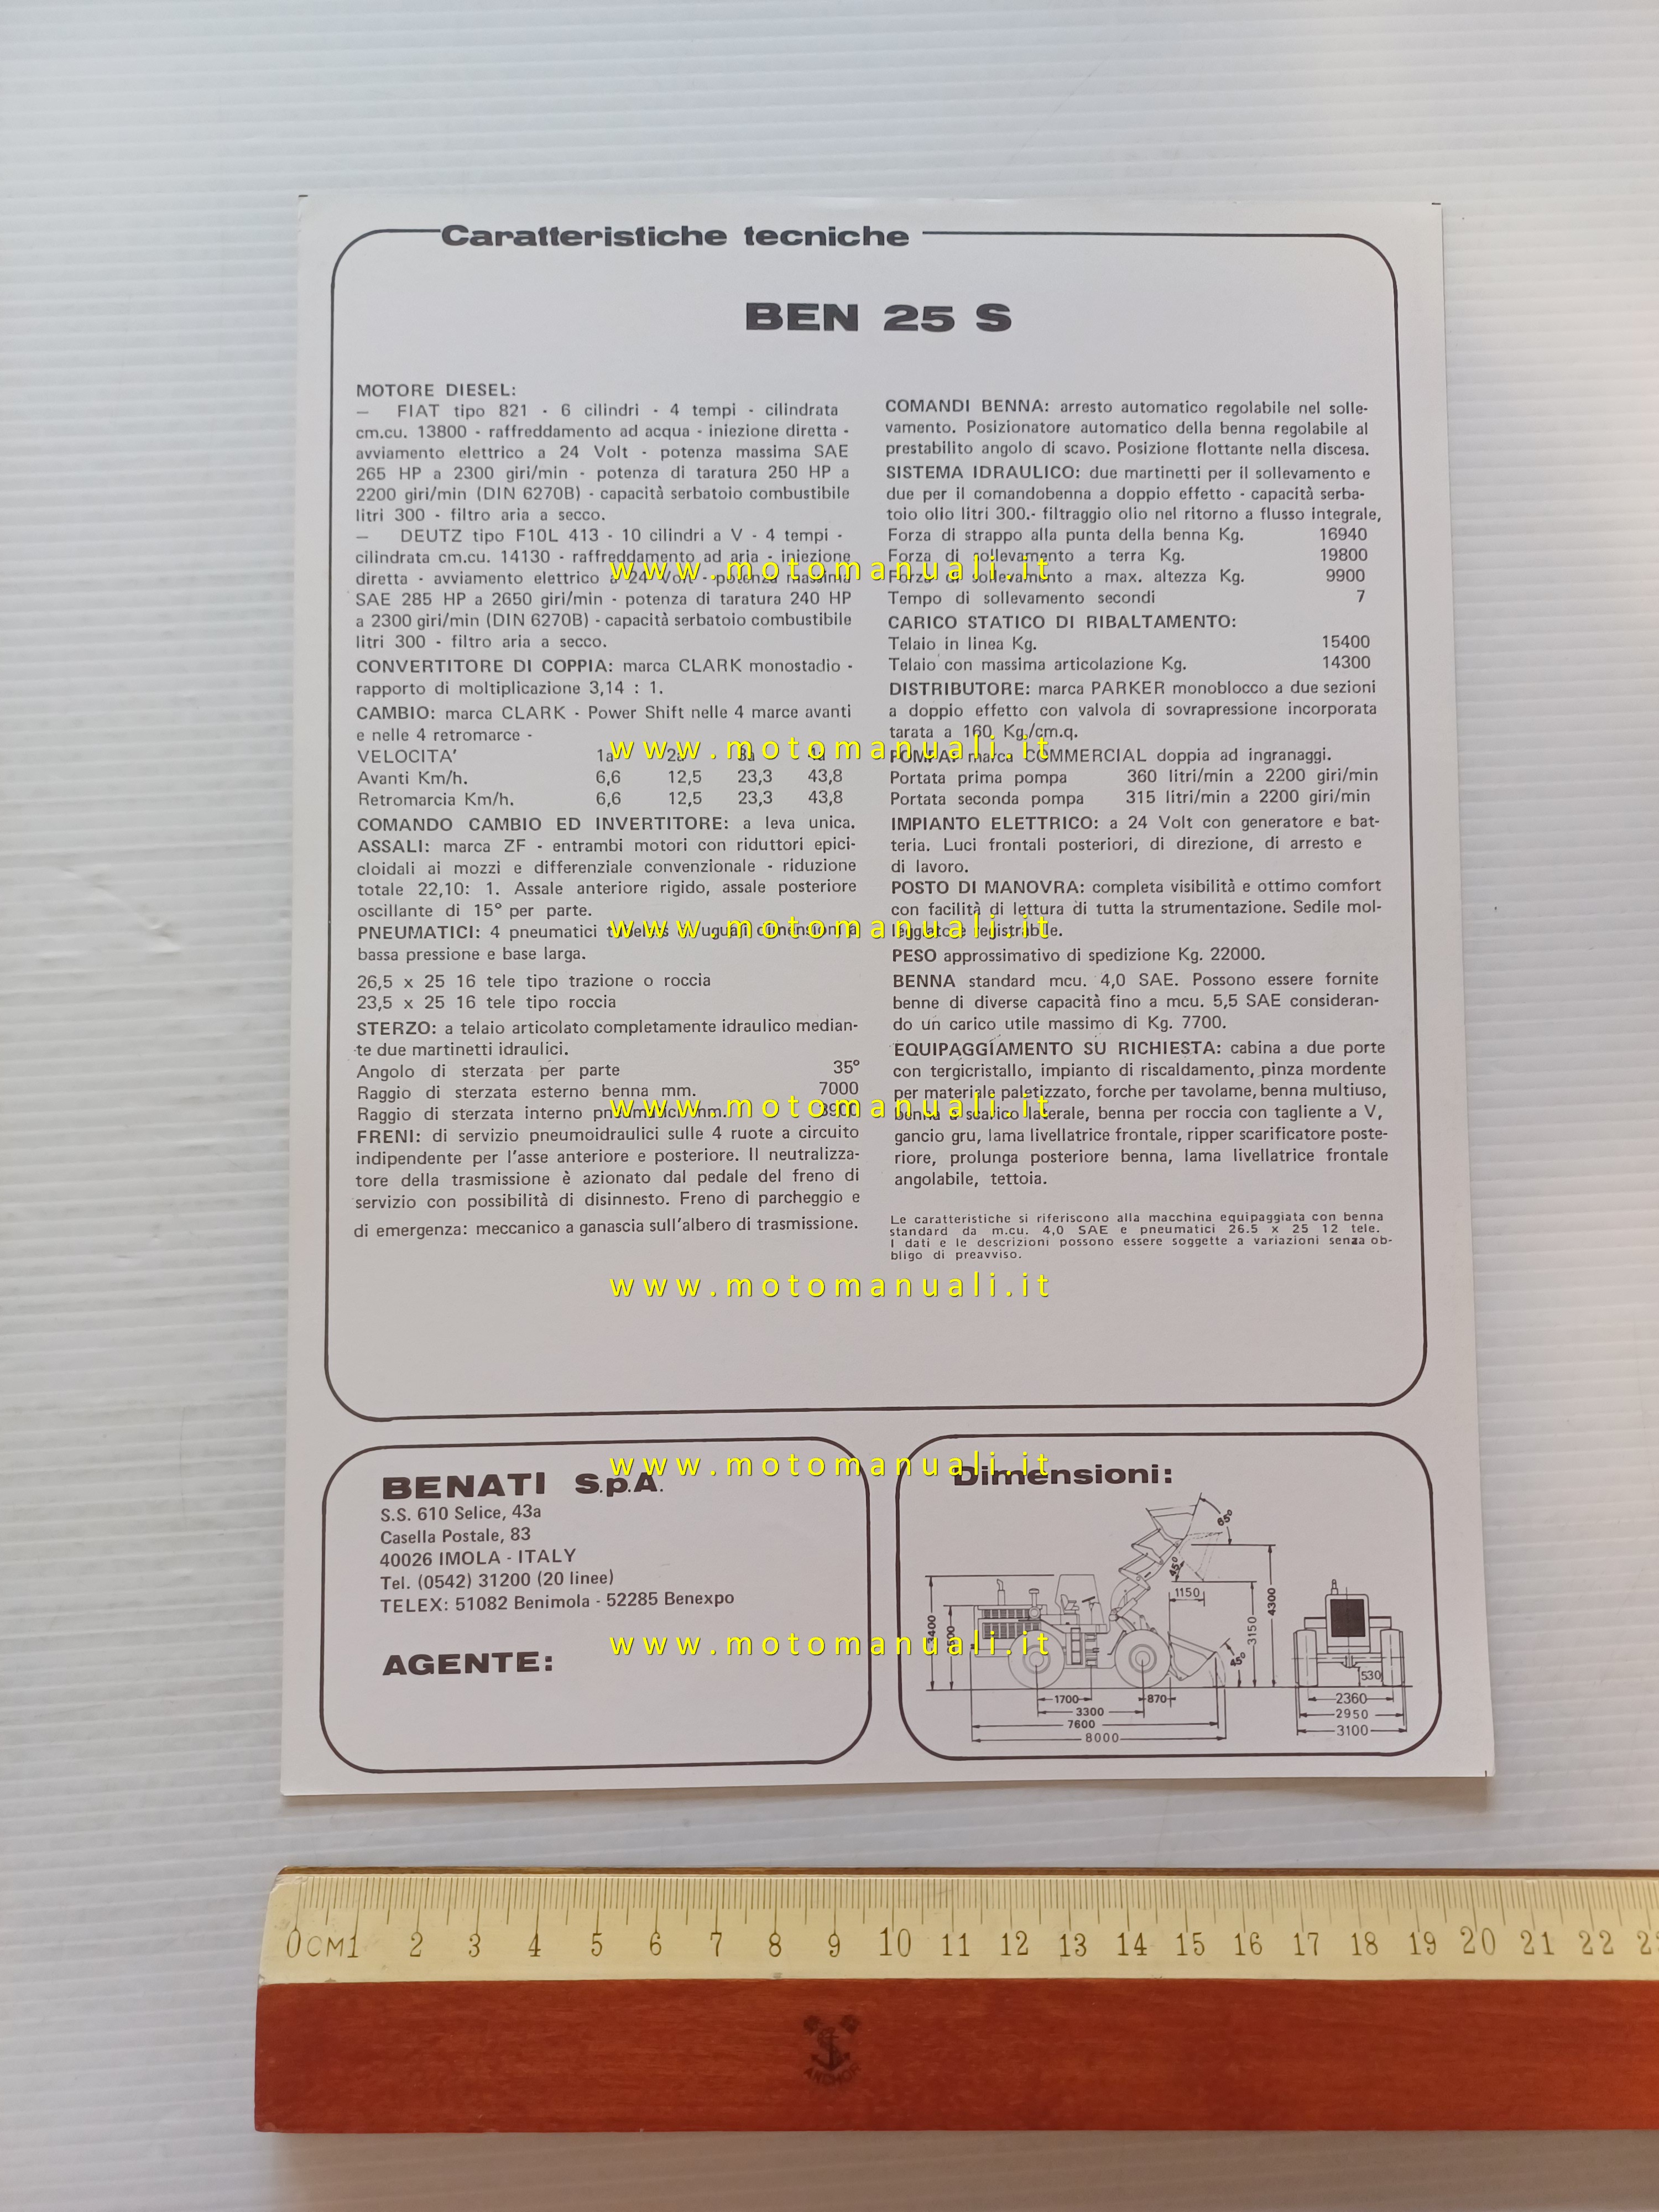 Caratteristiche tecniche
BEN 25 S
MOTORE DIESEL:
— FIAT tipo 821 - 6 cilindri - 4 tempi - cilindrata
cm.cu. 13800 - raffreddamento ad acqua - iniezione diretta -
avviamento elettrico a 24 Volt - potenza massima SAE
265 HP a 2300 giri/min - potenza di taratura 250 HP a
2200 giri/min (DIN 6270B) - capacità serbatoio combustibile
litri 300 - filtro aria a secco.
— DEUTZ tipo F10L 413 - 10 cilindri a V - 4 tempi -
cilindrata cm.cu. 14130 - raffreddamento ad aria - iniezione
diretta - avviamento elettrico a 24 Volt - potenza massima
SAE 285 HP a 2650 giri/min - potenza di taratura 240 HP
a 2300 giri/min (DIN 6270B) - capacità serbatoio combustibile
litri 300 - filtro aria a secco.
CONVERTITORE DI COPPIA: marca CLARK monostadio -
rapporto di moltiplicazione 3,14 : 1.
CAMBIO: marca CLARK - Power Shift nelle 4 marce avanti
e nelle 4 retromarce -
VELOCITA' 1a 2a 3a 4a
Avanti Km/h. 6,6 12,5 23,3 43,8
Retromarcia Km/h. 6,6 12,5 23,3 43,8
COMANDO CAMBIO ED INVERTITORE: a leva unica.
ASSALI: marca ZF - entrambi motori con riduttori epici-
cloidali ai mozzi e differenziale convenzionale - riduzione
totale 22,10: 1. Assale anteriore rigido, assale posteriore
oscillante di 15° per parte.
PNEUMATICI: 4 pneumatici tubeless di uguali dimensioni a
bassa pressione e base larga.
26,5 x 25 16 tele tipo trazione o roccia
23,5 x 25 16 tele tipo roccia
STERZO: a telaio articolato completamente idraulico median-
te due martinetti idraulici.
Angolo di sterzata per parte 35°
Raggio di sterzata esterno benna mm. 7000
Raggio di sterzata interno pneumatici mm. 3900
FRENI: di servizio pneumoidraulici sulle 4 ruote a circuito
indipendente per l'asse anteriore e posteriore. Il neutralizza-
tore della trasmissione è azionato dal pedale del freno di
servizio con possibilità di disinnesto. Freno di parcheggio e
di emergenza: meccanico a ganascia sull'albero di trasmissione.
COMANDI BENNA: arresto automatico regolabile nel solle-
vamento. Posizionatore automatico della benna regolabile al
prestabilito angolo di scavo. Posizione flottante nella discesa.
SISTEMA IDRAULICO: due martinetti per il sollevamento e
due per il comandobenna a doppio effetto - capacità serba-
toio olio litri 300.- filtraggio olio nel ritorno a flusso integrale,
Forza di strappo alla punta della benna Kg. 16940
Forza di sollevamento a terra Kg. 19800
Forza di sollevamento a max. altezza Kg. 9900
Tempo di sollevamento secondi 7
CARICO STATICO DI RIBALTAMENTO:
Telaio in linea Kg. 15400
Telaio con massima articolazione Kg. 14300
DISTRIBUTORE: marca PARKER monoblocco a due sezioni
a doppio effetto con valvola di sovrapressione incorporata
tarata a 160 Kg./cm.q.
POMPA: marca COMMERCIAL doppia ad ingranaggi.
Portata prima pompa 360 litri/min a 2200 giri/min
Portata seconda pompa 315 litri/min a 2200 giri/min
IMPIANTO ELETTRICO: a 24 Volt con generatore e bat-
teria. Luci frontali posteriori, di direzione, di arresto e
di lavoro.
POSTO DI MANOVRA: completa visibilità e ottimo comfort
con facilità di lettura di tutta la strumentazione. Sedile mol-
leggiato e registrabile.
PESO approssimativo di spedizione Kg. 22000.
BENNA standard mcu. 4,0 SAE. Possono essere fornite
benne di diverse capacità fino a mcu. 5,5 SAE consideran-
do un carico utile massimo di Kg. 7700.
EQUIPAGGIAMENTO SU RICHIESTA: cabina a due porte
con tergicristallo, impianto di riscaldamento, pinza mordente
per materiale paletizzato, forche per tavolame, benna multiuso,
benna a scarico laterale, benna per roccia con tagliente a V,
gancio gru, lama livellatrice frontale, ripper scarificatore poste-
riore, prolunga posteriore benna, lama livellatrice frontale
angolabile, tettoia.
Le caratteristiche si riferiscono alla macchina equipaggiata con benna
standard da m.cu. 4,0 SAE e pneumatici 26.5 x 25 12 tele.
I dati e le descrizioni possono essere soggette a variazioni senza ob-
bligo di preavviso.
www.motomanuali.it
www.motomanuali.it
www.motomanuali.it
www.motomanuali.it
www.motomanuali.it
www.motomanuali.it
www.motomanuali.it
BENATI S.p.A.
S.S. 610 Selice, 43a
Casella Postale, 83
40026 IMOLA - ITALY
Tel. (0542) 31200 (20 linee)
TELEX: 51082 Benimola - 52285 Benexpo
AGENTE:
Dimensioni:
65°
45°
1150
4300
3150
45°
1700
870
3300
7600
8000
530
2360
2950
3100
0 CM 1 2 3 4 5 6 7 8 9 10 11 12 13 14 15 16 17 18 19 20 21 22
ANCHOR